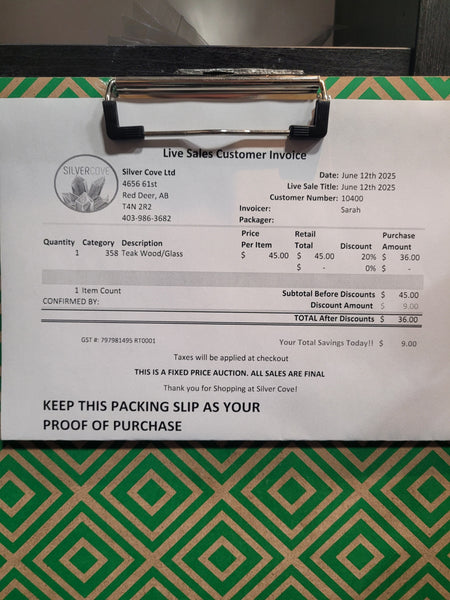 Live Sales Customer Invoice
SILVERCOVE
Silver Cove Ltd
4656 61st
Red Deer, AB
T4N 2R2
403-986-3682
Date: June 12th 2025
Live Sale Title: June 12th 2025
Customer Number: 10400
Invoicer: Sarah
Packager:
Quantity Category Description Price Per Item Retail Total Discount Purchase Amount
1 358 Teak Wood/Glass $ 45.00 $ 45.00 20% $ 36.00
$ - 0% $ -
1 Item Count
Subtotal Before Discounts $ 45.00
CONFIRMED BY:
Discount Amount $ 9.00
TOTAL After Discounts $ 36.00
GST #: 797981495 RT0001
Your Total Savings Today!! $ 9.00
Taxes will be applied at checkout
THIS IS A FIXED PRICE AUCTION. ALL SALES ARE FINAL
Thank you for Shopping at Silver Cove!
KEEP THIS PACKING SLIP AS YOUR
PROOF OF PURCHASE